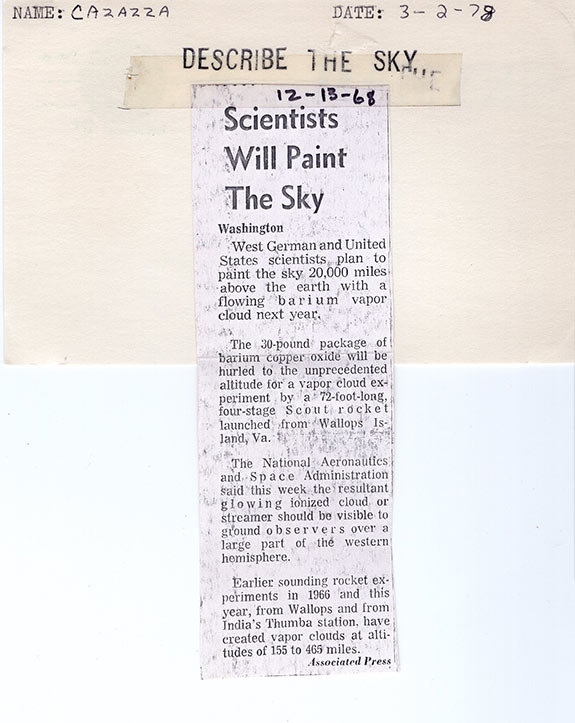 NAME: CAZAZZA DATE: 3-2-78
DESCRIBE THE SKY
12-13-68
Scientists
Will Paint
The Sky
Washington
West German and United
States scientists plan to
paint the sky 20,000 miles
above the earth with a
flowing barium vapor
cloud next year.
The 30-pound package of
barium copper oxide will be
hurled to the unprecedented
altitude for a vapor cloud ex-
periment by a 72-foot-long,
four-stage Scout rocket
launched from Wallops Is-
land, Va.
The National Aeronautics
and Space Administration
said this week the resultant
glowing ionized cloud or
streamer should be visible to
ground observers over a
large part of the western
hemisphere.
Earlier sounding rocket ex-
periments in 1966 and this
year, from Wallops and from
India's Thumba station, have
created vapor clouds at alti-
tudes of 155 to 465 miles.
Associated Press